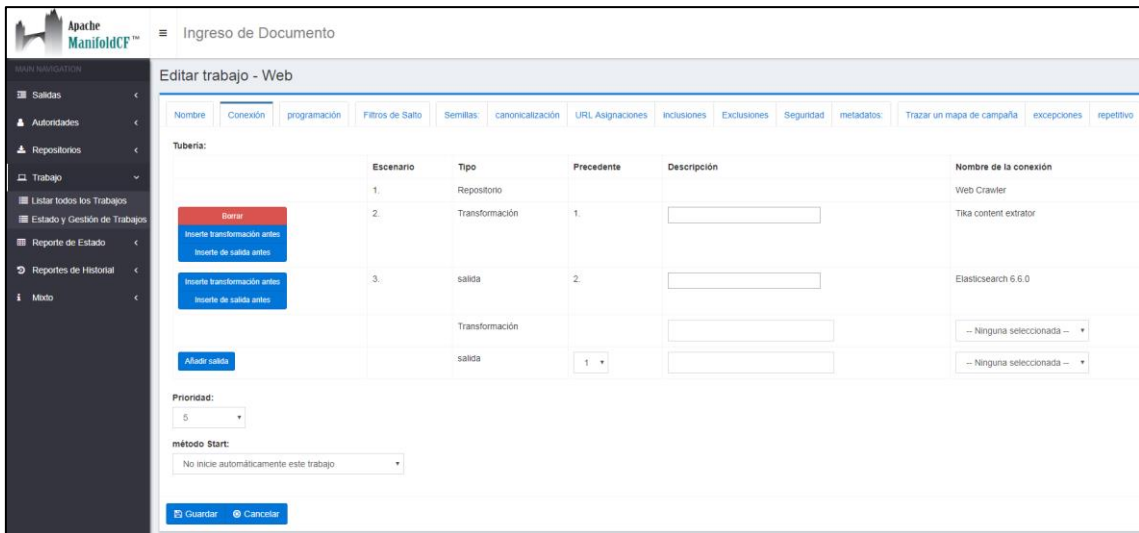 Apache
ManifoldCF™
Ingreso de Documento
MAIN NAVIGATION
Salidas
Autoridades
Repositorios
Trabajo
Listar todos los Trabajos
Estado y Gestión de Trabajos
Reporte de Estado
Reportes de Historial
Mixto
Editar trabajo - Web
Nombre Conexión programación Filtros de Salto Semillas: canonicalización URL Asignaciones Inclusiones Exclusiones Seguridad metadatos: Trazar un mapa de campaña excepciones repetitivo
Tubería:
Escenario Tipo Precedente Descripción Nombre de la conexión
1. Repositorio Web Crawler
Borrar 2. Transformación 1. Tika content extrator
Inserte transformación antes
Inserte de salida antes
Inserte transformación antes 3. salida 2. Elasticsearch 6.6.0
Inserte de salida antes
Transformación -- Ninguna seleccionada --
Añadir salida salida 1 -- Ninguna seleccionada --
Prioridad:
5
método Start:
No inicie automáticamente este trabajo
Guardar Cancelar